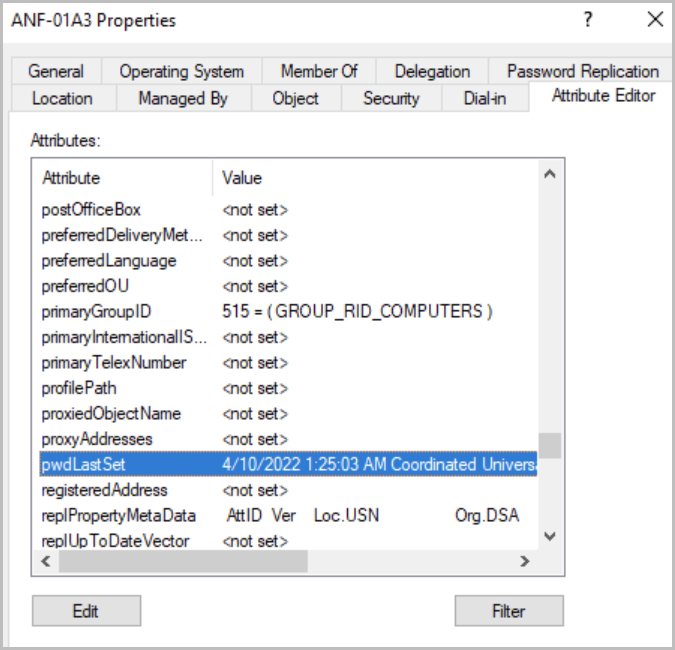 ANF-01A3 Properties ? ×
General Operating System Member Of Delegation Password Replication
Location Managed By Object Security Dial-in Attribute Editor
Attributes:
Attribute Value
postOfficeBox <not set>
preferredDeliveryMet... <not set>
preferredLanguage <not set>
preferredOU <not set>
primaryGroupID 515 = ( GROUP_RID_COMPUTERS )
primaryInternationalIS... <not set>
primaryTelexNumber <not set>
profilePath <not set>
proxiedObjectName <not set>
proxyAddresses <not set>
pwdLastSet 4/10/2022 1:25:03 AM Coordinated Universa
registeredAddress <not set>
replPropertyMetaData AttID Ver Loc.USN Org.DSA
replUpToDateVector <not set>
Edit Filter